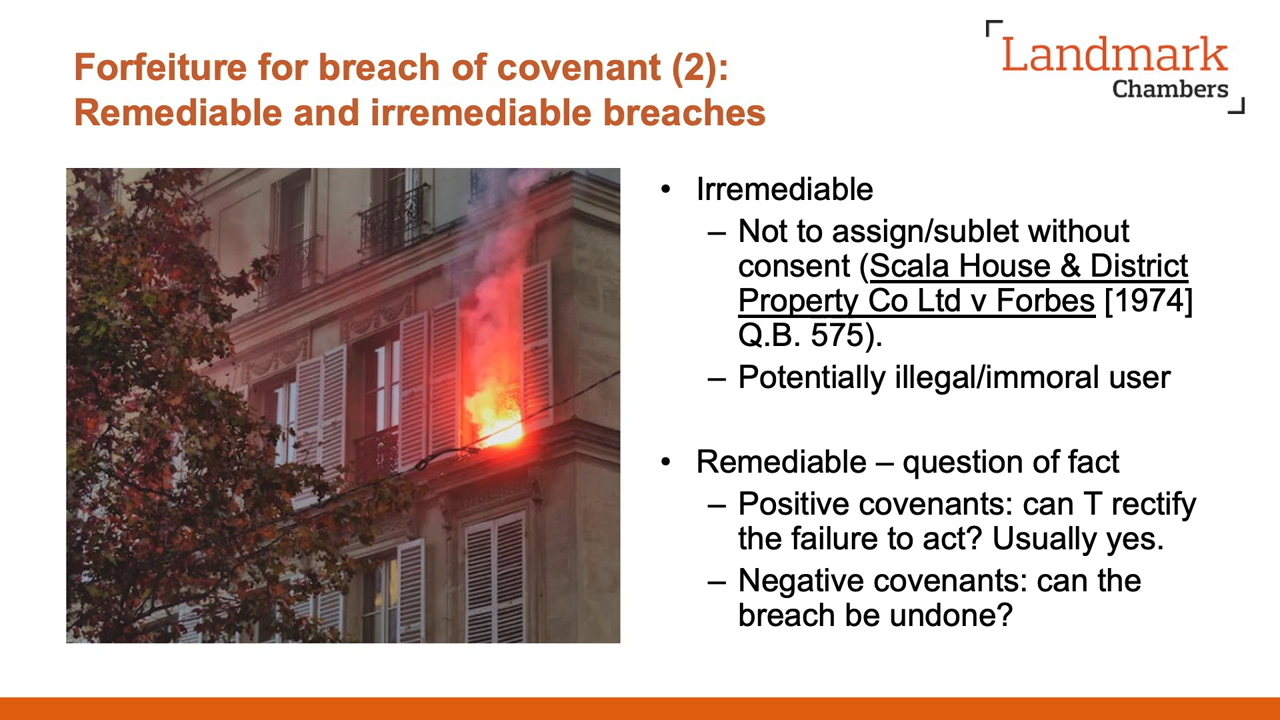 Forfeiture for breach of covenant (2):
Remediable and irremediable breaches
Landmark
Chambers
• Irremediable
– Not to assign/sublet without
consent (Scala House & District
Property Co Ltd v Forbes [1974]
Q.B. 575).
– Potentially illegal/immoral user
• Remediable – question of fact
– Positive covenants: can T rectify
the failure to act? Usually yes.
– Negative covenants: can the
breach be undone?